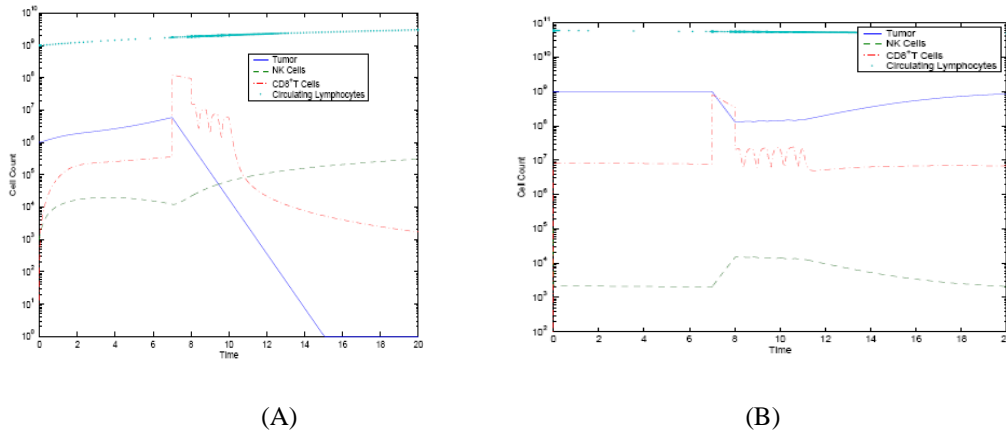 10^10
10^9
10^8
10^7
10^6
10^5
10^4
10^3
10^2
10^1
10^0
Cell Count
0 2 4 6 8 10 12 14 16 18 20
Time
Tumor
NK Cells
CD8+T Cells
Circulating Lymphocytes
(A)
10^11
10^10
10^9
10^8
10^7
10^6
10^5
10^4
10^3
10^2
Cell Count
0 2 4 6 8 10 12 14 16 18 20
Time
Tumor
NK Cells
CD8+T Cells
Circulating Lymphocytes
(B)